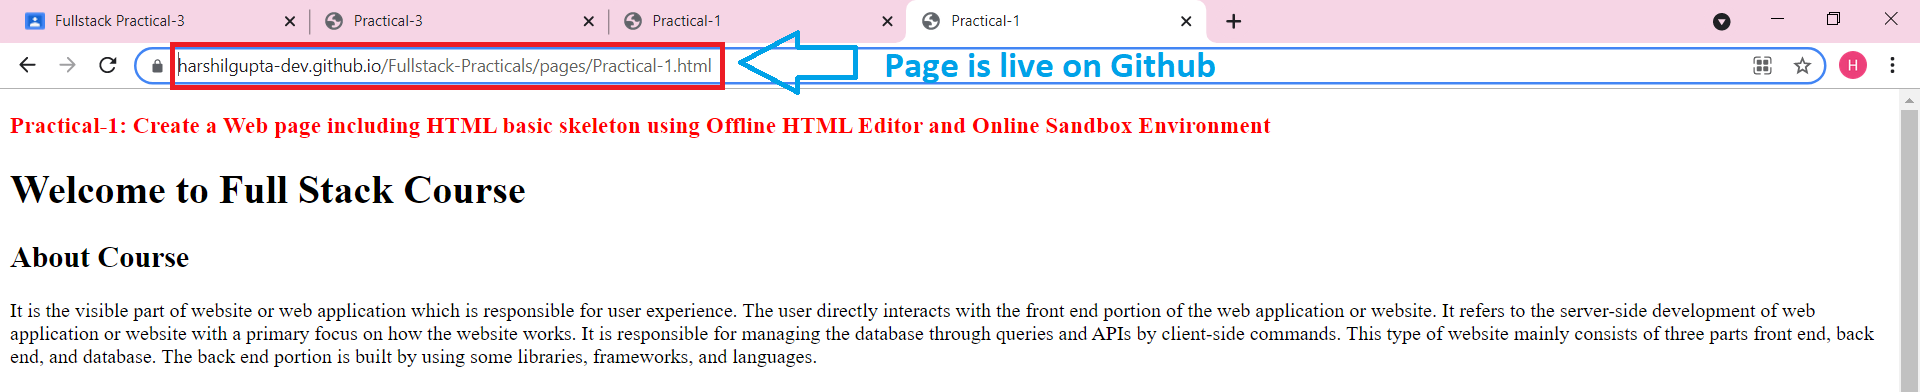 Fullstack Practical-3
Practical-3
Practical-1
Practical-1
harshilgupta-dev.github.io/Fullstack-Practicals/pages/Practical-1.html
Page is live on Github
H
Practical-1: Create a Web page including HTML basic skeleton using Offline HTML Editor and Online Sandbox Environment
Welcome to Full Stack Course
About Course
It is the visible part of website or web application which is responsible for user experience. The user directly interacts with the front end portion of the web application or website. It refers to the server-side development of web
application or website with a primary focus on how the website works. It is responsible for managing the database through queries and APIs by client-side commands. This type of website mainly consists of three parts front end, back
end, and database. The back end portion is built by using some libraries, frameworks, and languages.